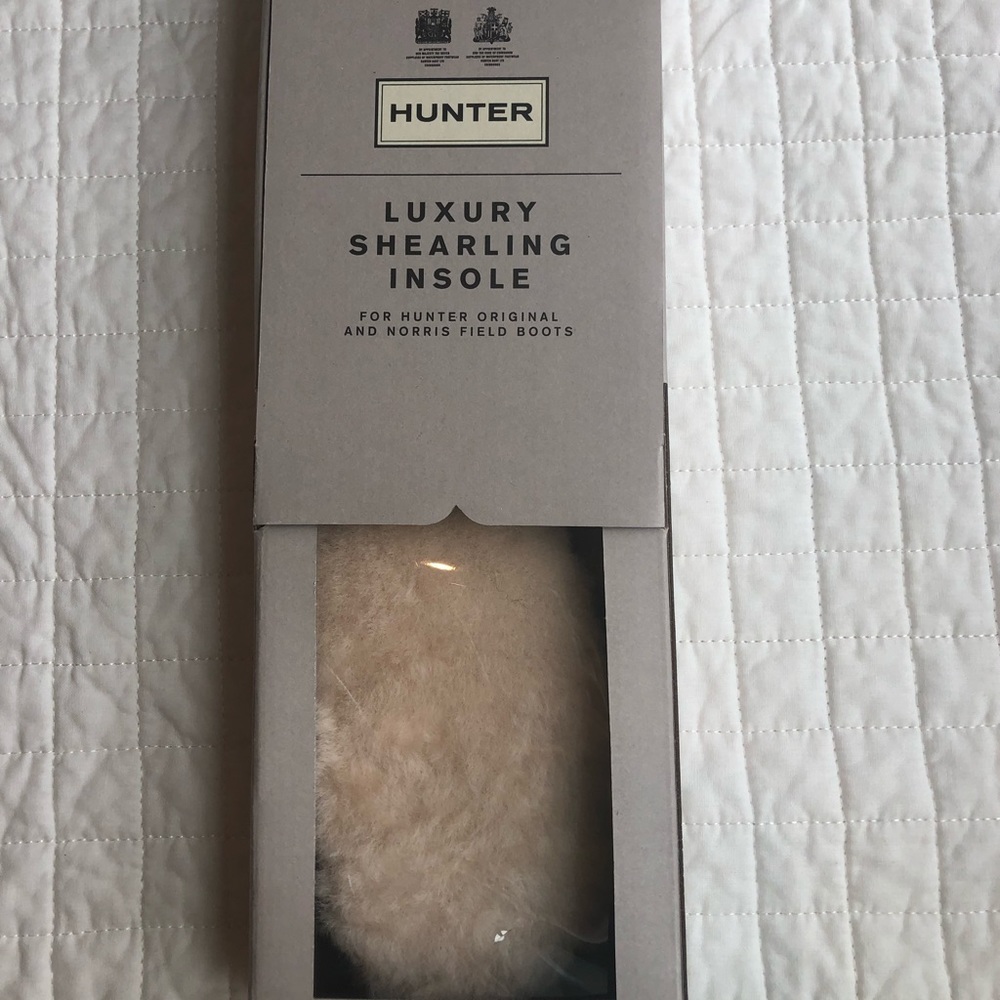 HUNTER
LUXURY
SHEARLING
INSOLE
FOR HUNTER ORIGINAL
AND NORRIS FIELD BOOTS